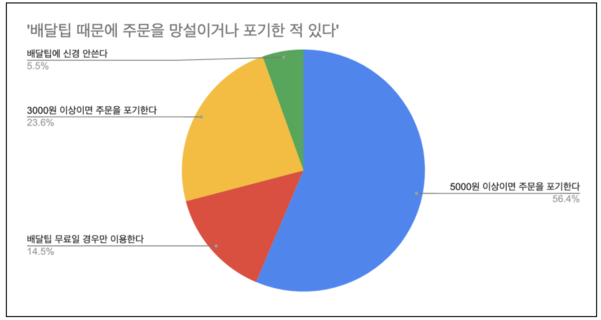 '배달팁 때문에 주문을 망설이거나 포기한 적 있다'
배달팁에 신경 안쓴다
5.5%
3000원 이상이면 주문을 포기한다
23.6%
5000원 이상이면 주문을 포기한다
56.4%
배달팁 무료일 경우만 이용한다
14.5%